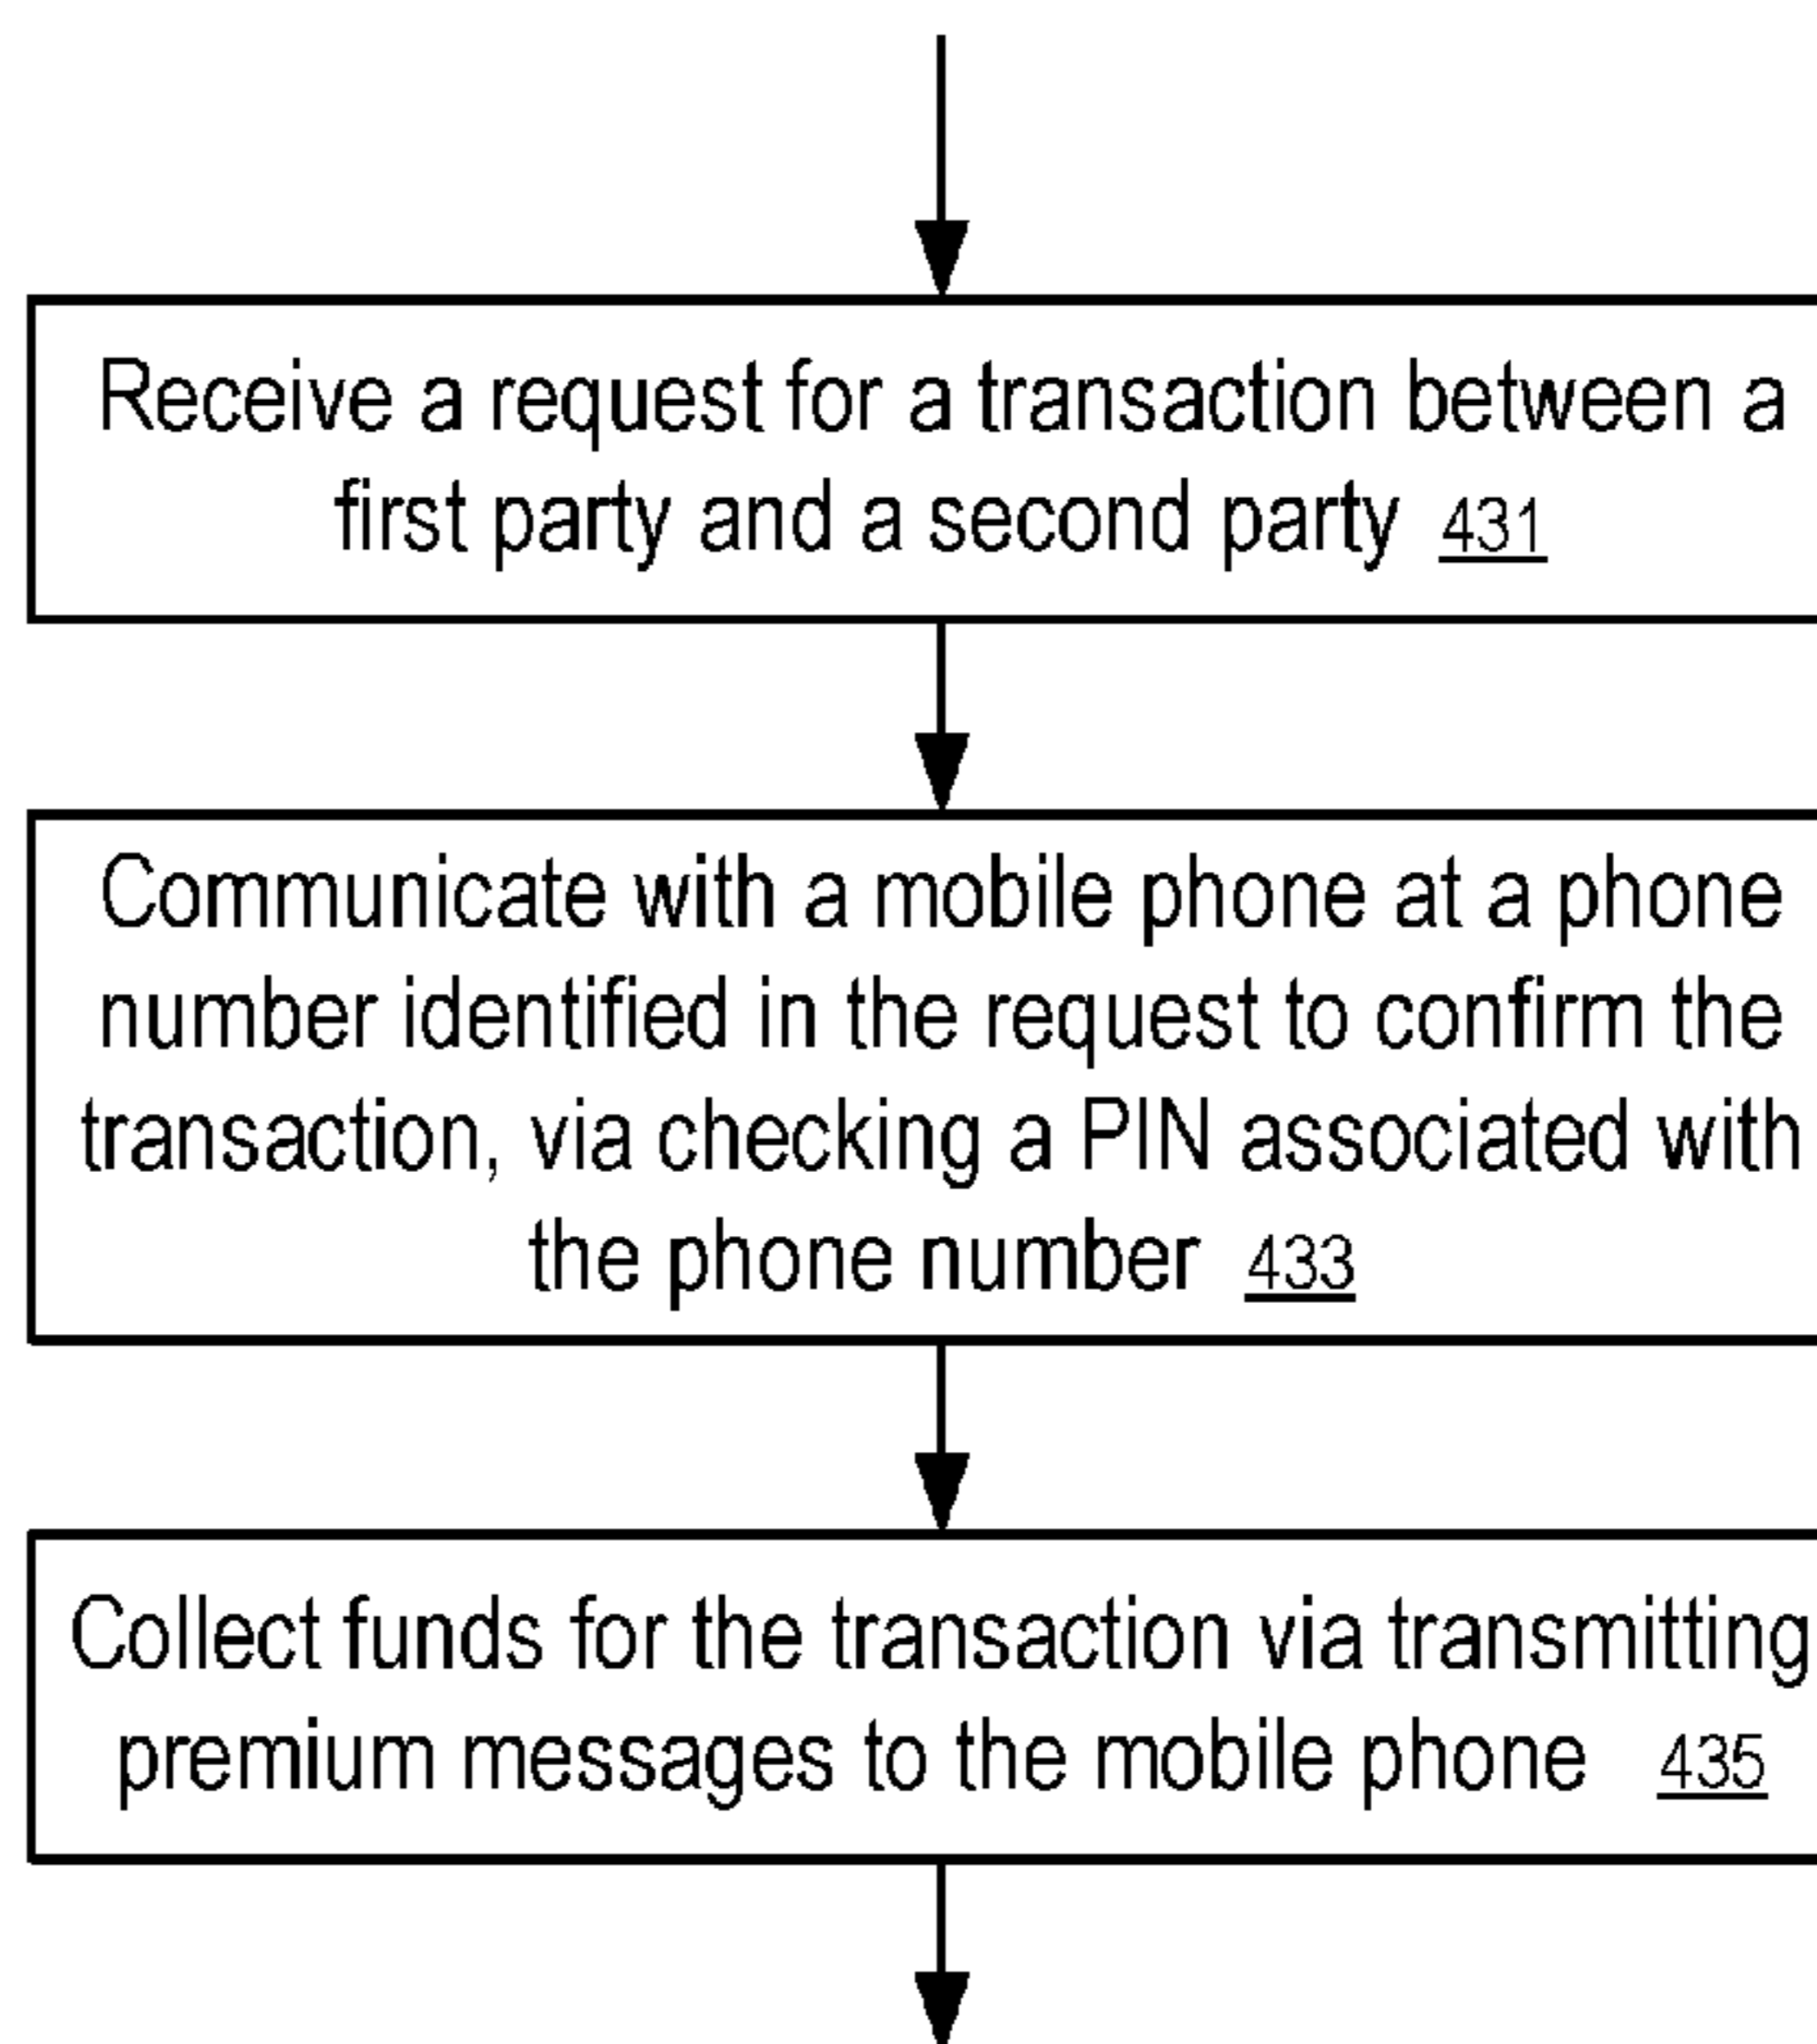 Receive a request for a transaction between a
first party and a second party 431
Communicate with a mobile phone at a phone
number identified in the request to confirm the
transaction, via checking a PIN associated with
the phone number 433
Collect funds for the transaction via transmitting
premium messages to the mobile phone 435